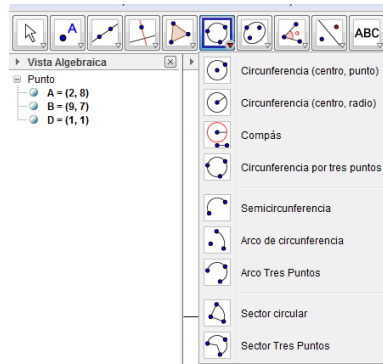 A
ABC
Vista Algebraica
Punto
A = (2, 8)
B = (9, 7)
D = (1, 1)
Circunferencia (centro, punto)
Circunferencia (centro, radio)
Compás
Circunferencia por tres puntos
Semicircunferencia
Arco de circunferencia
Arco Tres Puntos
Sector circular
Sector Tres Puntos